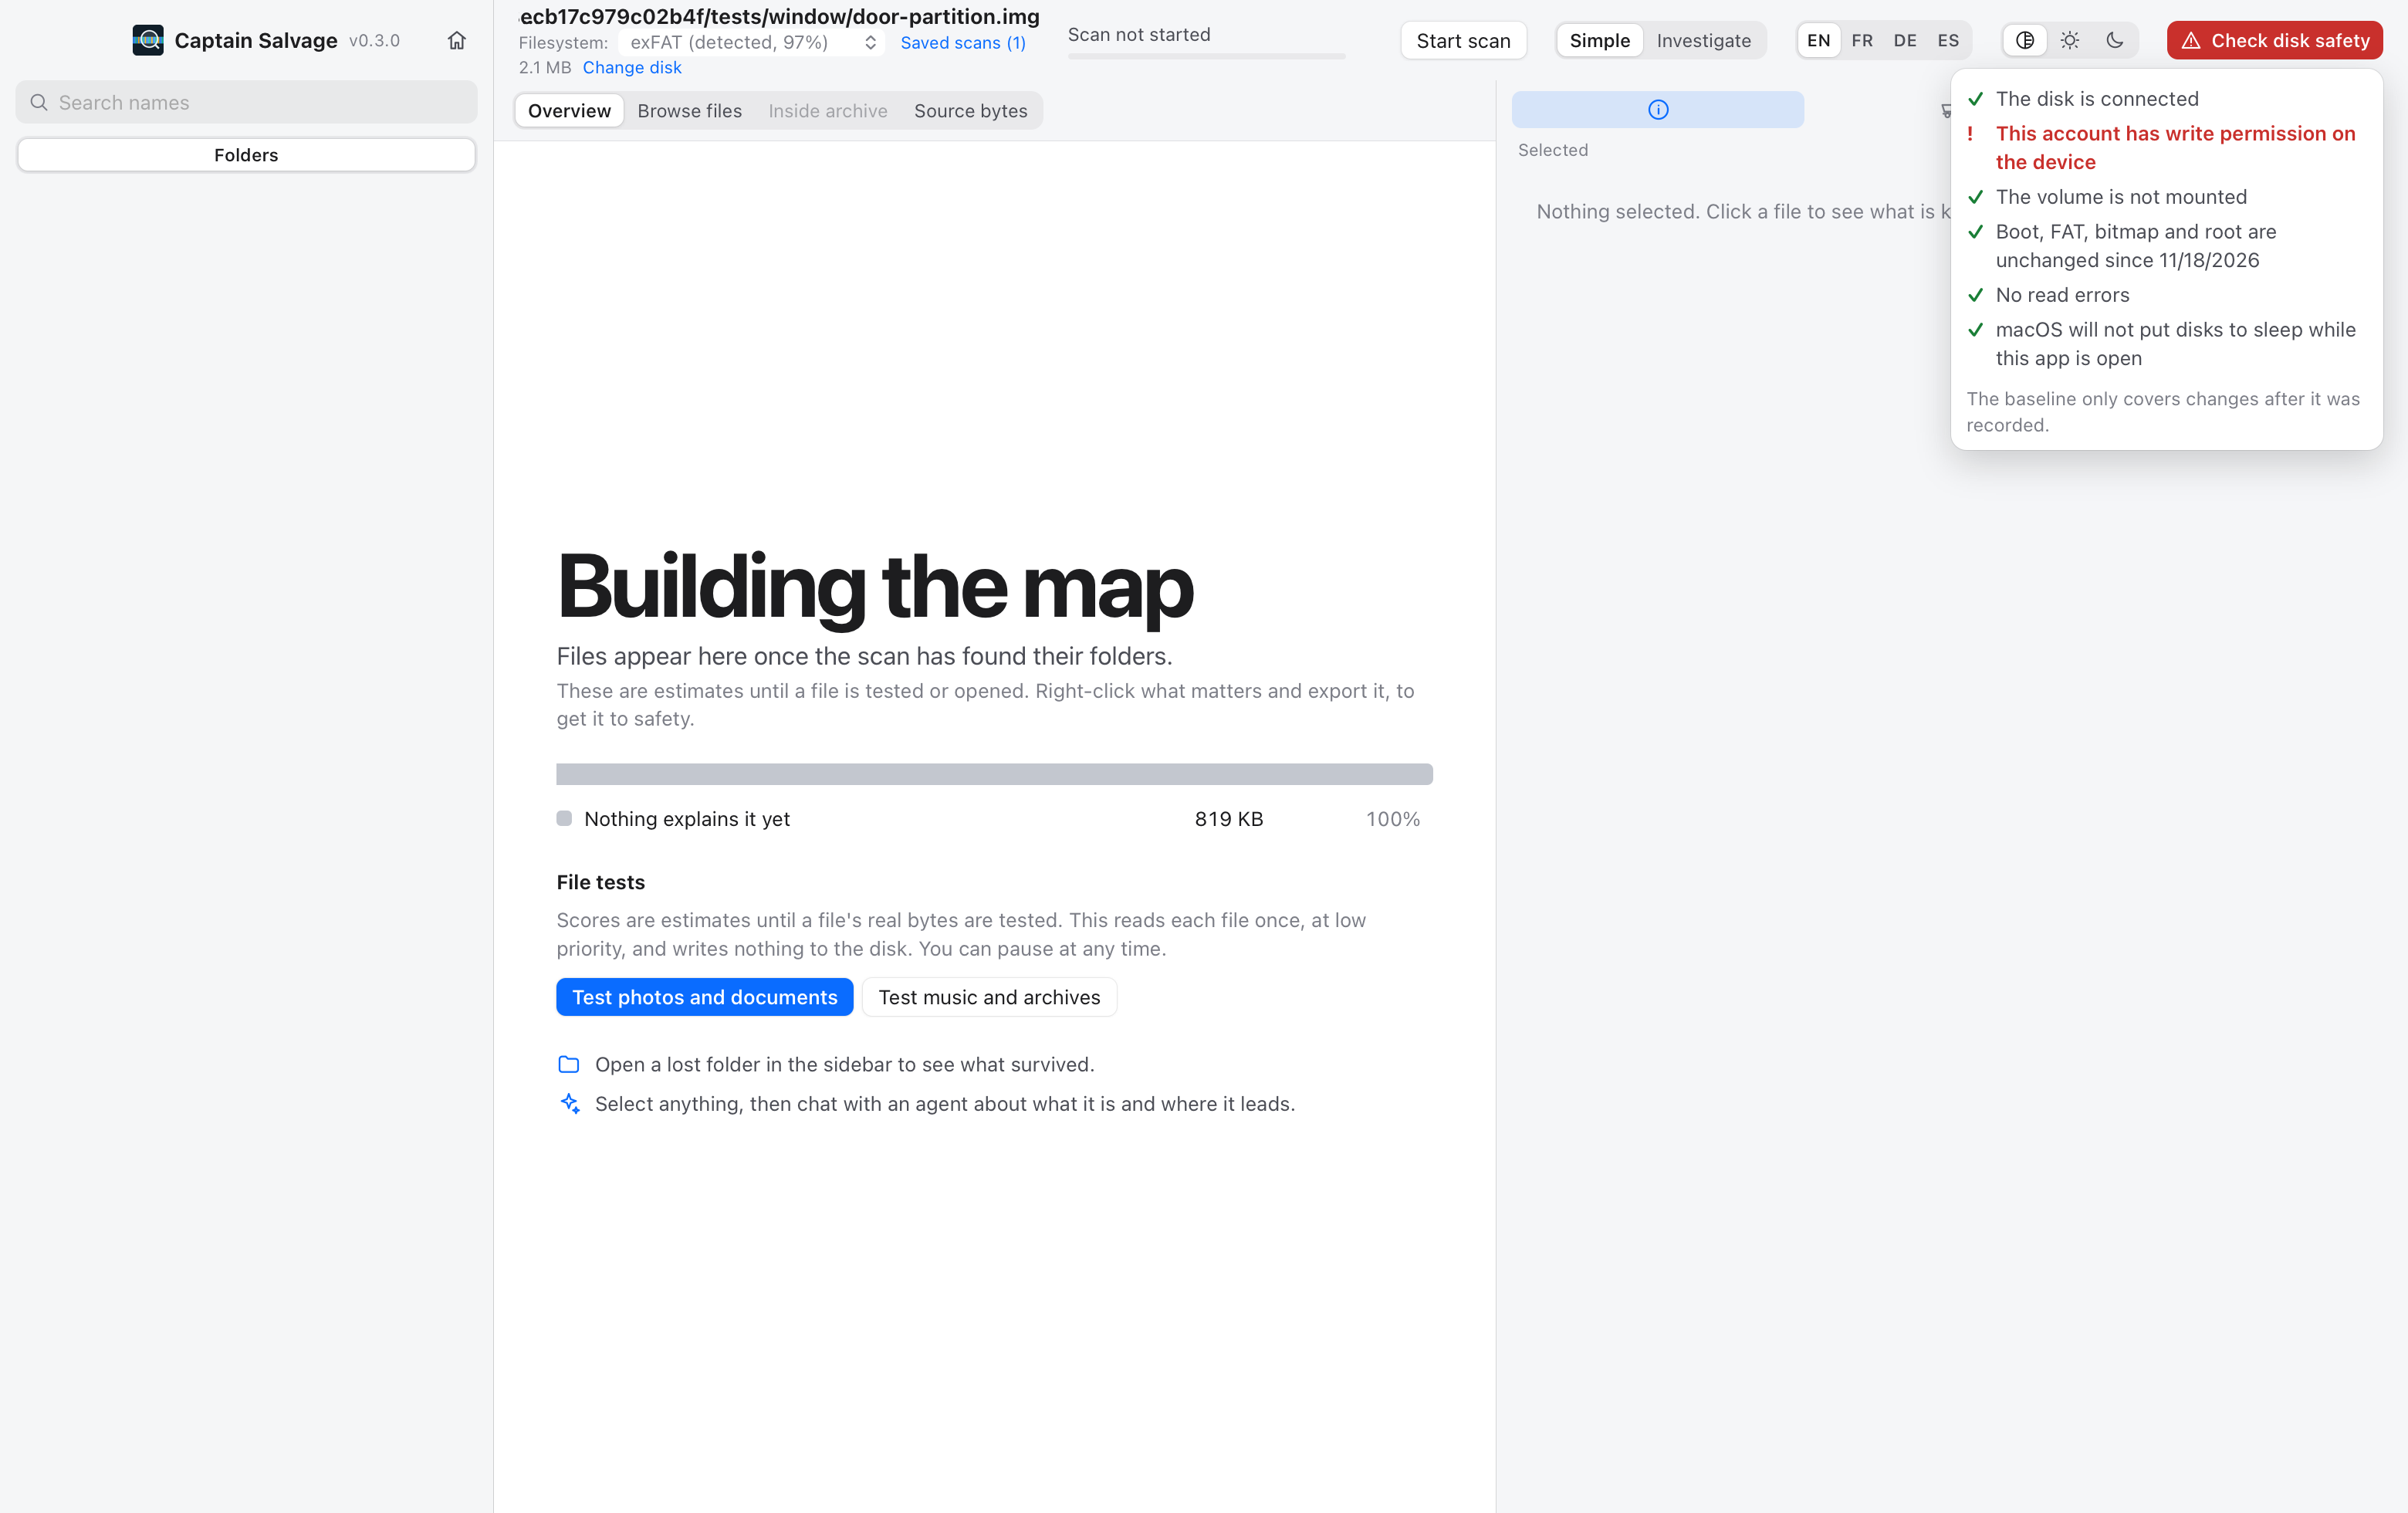 Captain Salvage v0.3.0
Search names
Folders
ecb17c979c02b4f/tests/window/door-partition.img
Filesystem: exFAT (detected, 97%) Saved scans (1)
2.1 MB Change disk
Scan not started
Start scan
Simple Investigate
EN FR DE ES
Check disk safety
Overview Browse files Inside archive Source bytes
Selected
Nothing selected. Click a file to see what is k
The disk is connected
! This account has write permission on
the device
The volume is not mounted
Boot, FAT, bitmap and root are
unchanged since 11/18/2026
No read errors
macOS will not put disks to sleep while
this app is open
The baseline only covers changes after it was
recorded.
Building the map
Files appear here once the scan has found their folders.
These are estimates until a file is tested or opened. Right-click what matters and export it, to
get it to safety.
Nothing explains it yet 819 KB 100%
File tests
Scores are estimates until a file's real bytes are tested. This reads each file once, at low
priority, and writes nothing to the disk. You can pause at any time.
Test photos and documents Test music and archives
Open a lost folder in the sidebar to see what survived.
Select anything, then chat with an agent about what it is and where it leads.